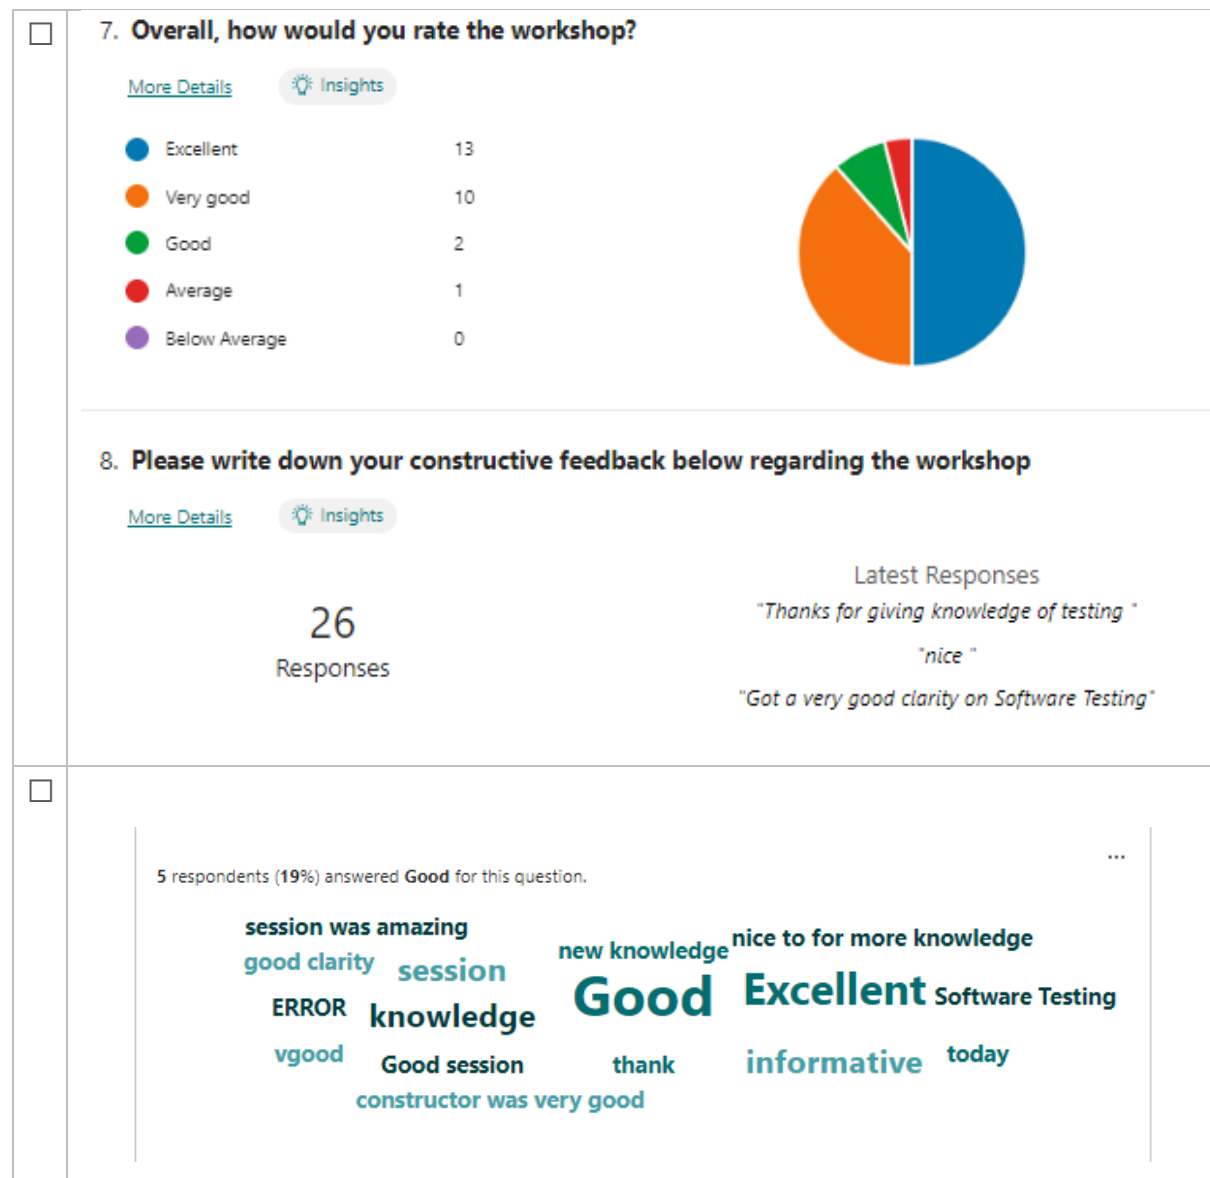 7. Overall, how would you rate the workshop?
More Details Insights
Excellent 13
Very good 10
Good 2
Average 1
Below Average 0
8. Please write down your constructive feedback below regarding the workshop
More Details Insights
26
Responses
Latest Responses
"Thanks for giving knowledge of testing "
"nice "
"Got a very good clarity on Software Testing"
...
5 respondents (19%) answered Good for this question.
session was amazing
new knowledge nice to for more knowledge
good clarity session
Good Excellent Software Testing
ERROR knowledge
vgood Good session thank informative today
constructor was very good